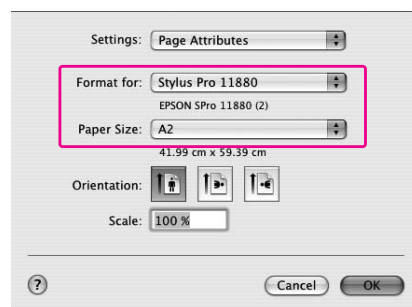 Settings: Page Attributes
Format for: Stylus Pro 11880
EPSON SPro 11880 (2)
Paper Size: A2
41.99 cm x 59.39 cm
Orientation:
Scale: 100 %
? Cancel OK